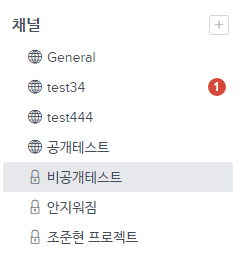 채널 +
General
test34 1
test444
공개테스트
비공개테스트
안지워짐
조준현 프로젝트